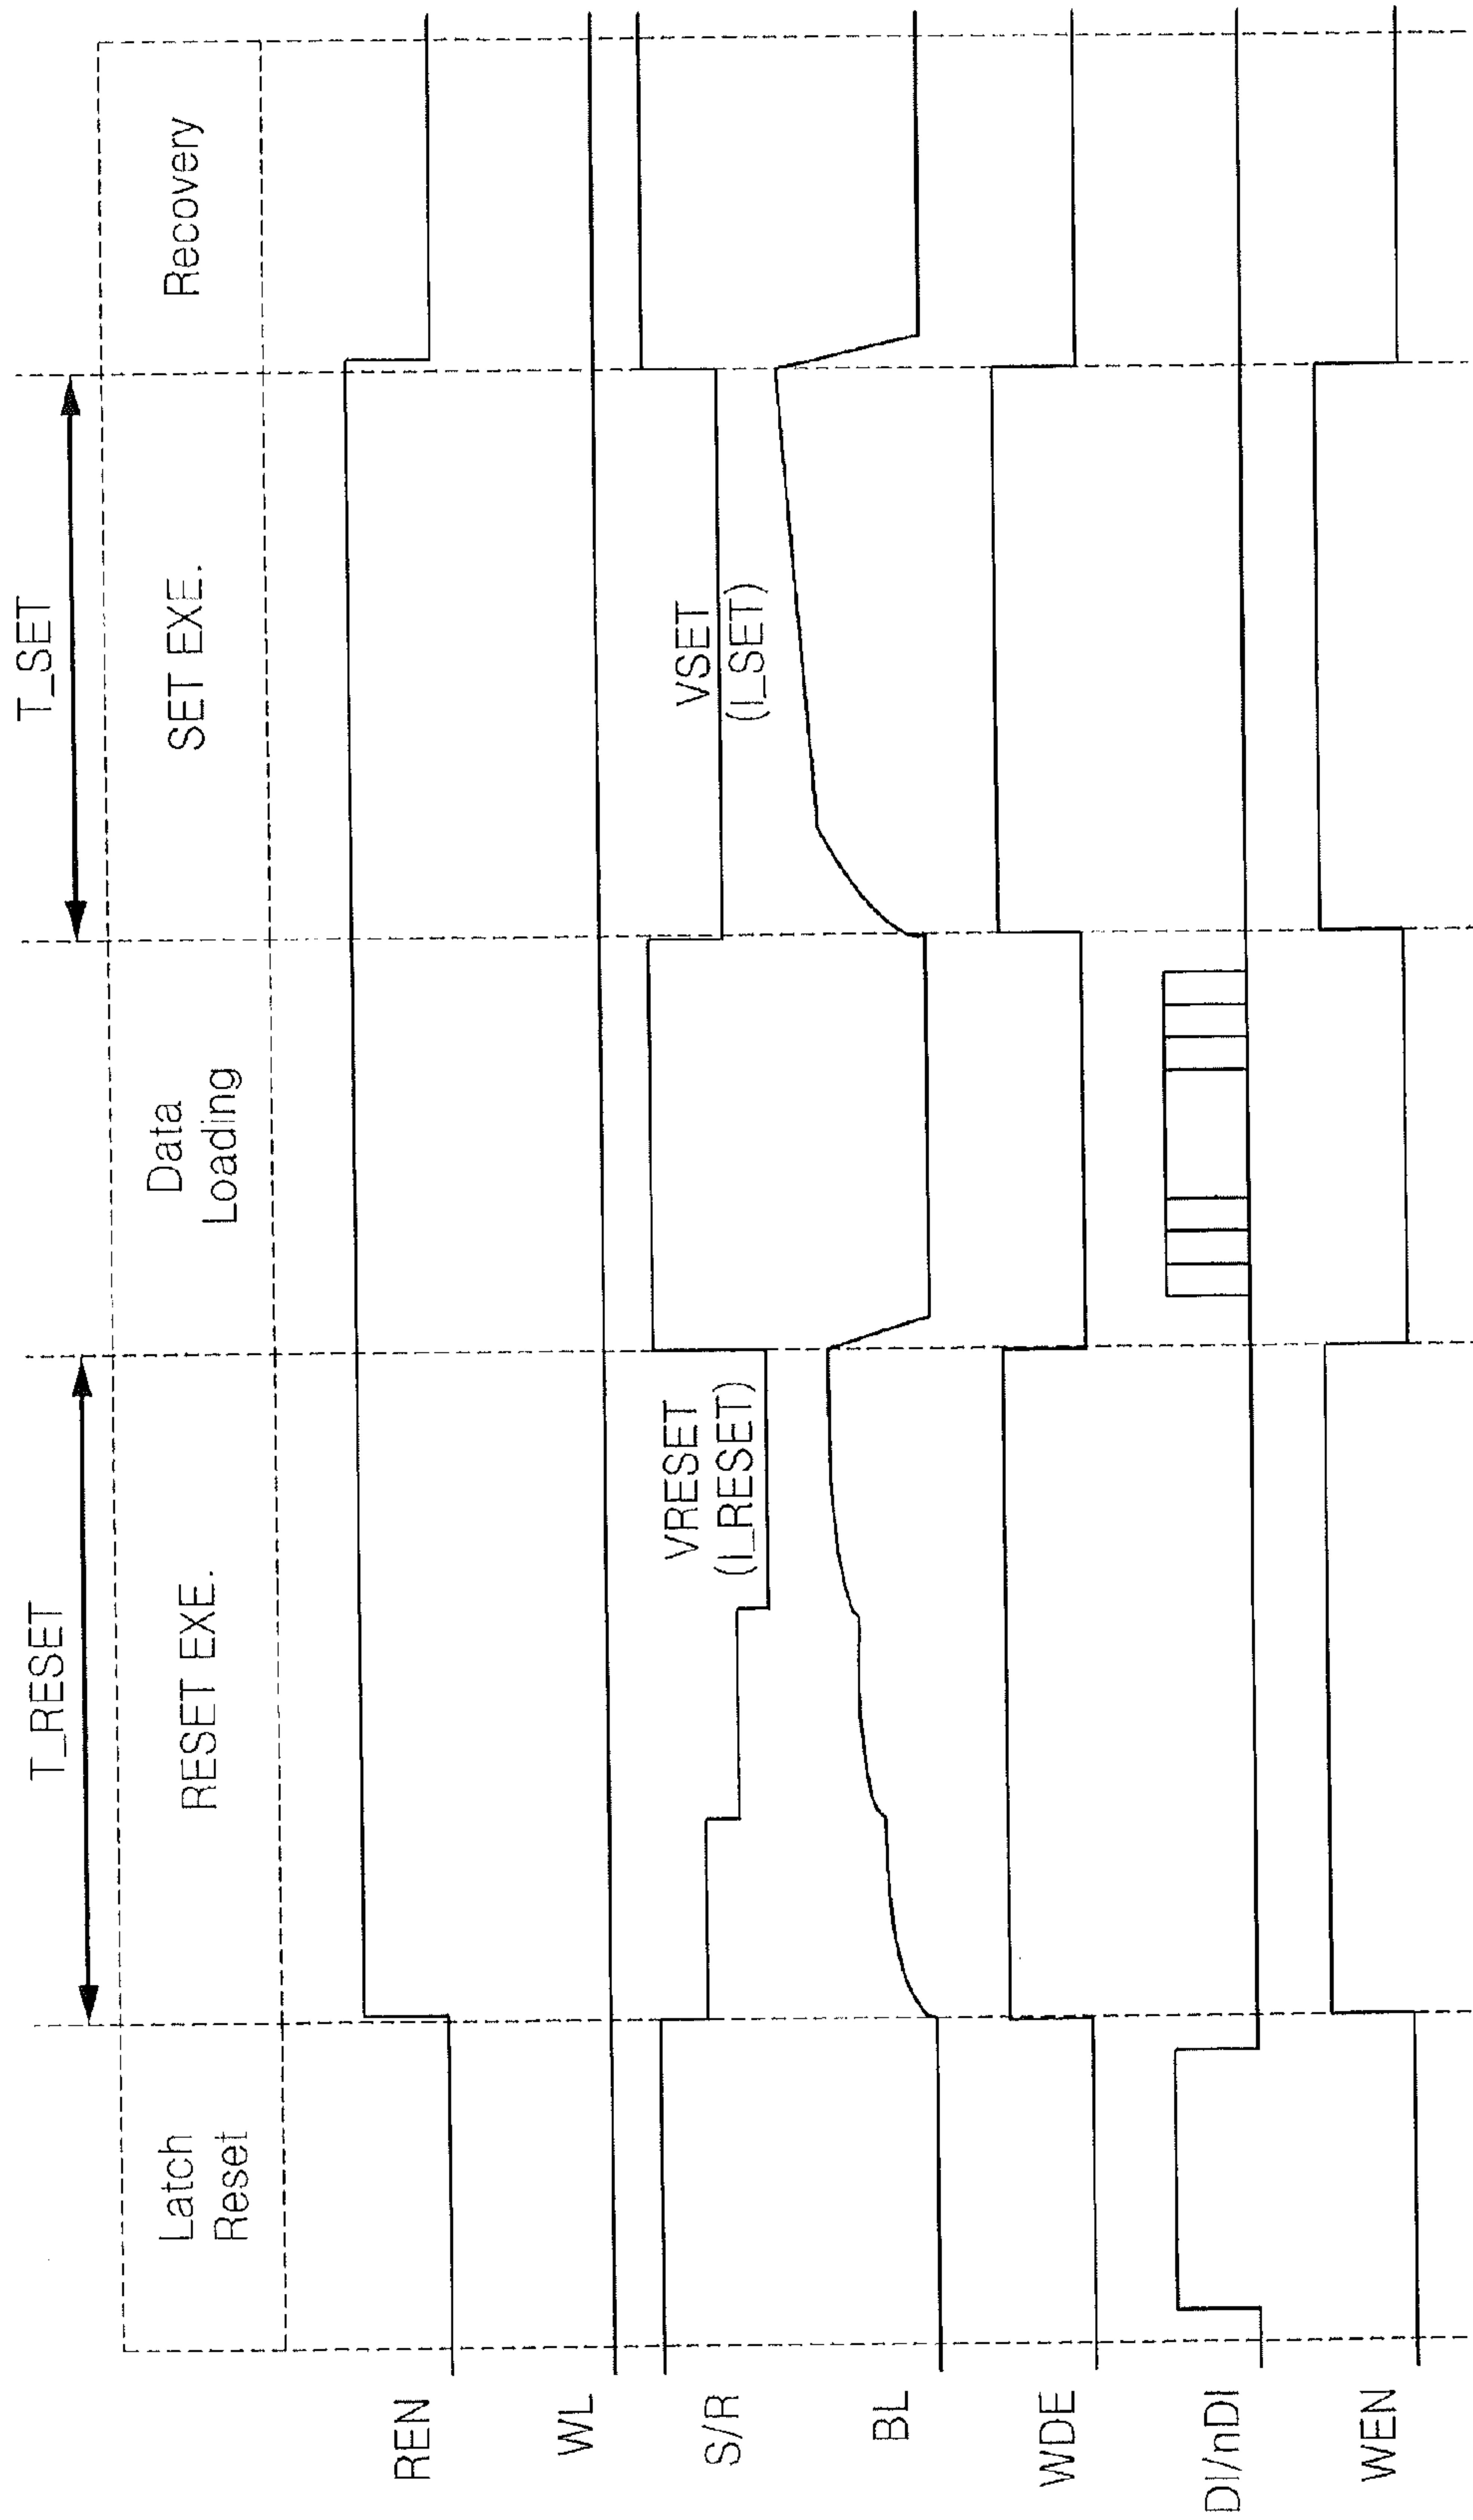 T_RESET
T_SET
Latch
Reset
RESET EXE.
Data
Loading
SET EXE.
Recovery
REN
WL
S/R
VRESET
(I_RESET)
VSET
(I_SET)
BL
WDE
DI/nDI
WEN